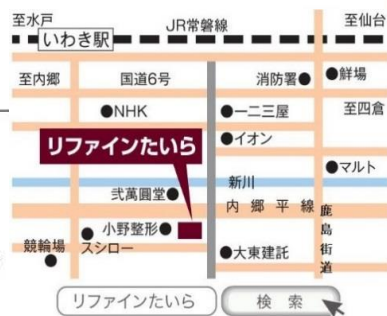 至水戸 JR常磐線 至仙台
いわき駅
至内郷 国道6号 消防署● ●鮮場
●NHK ●一二三屋 至四倉
●イオン
リファインたいら
●マルト
新川
弐萬圓堂●
内郷平線
鹿島街道
小野整形●
競輪場 スシロー ●大東建託
リファインたいら 検索